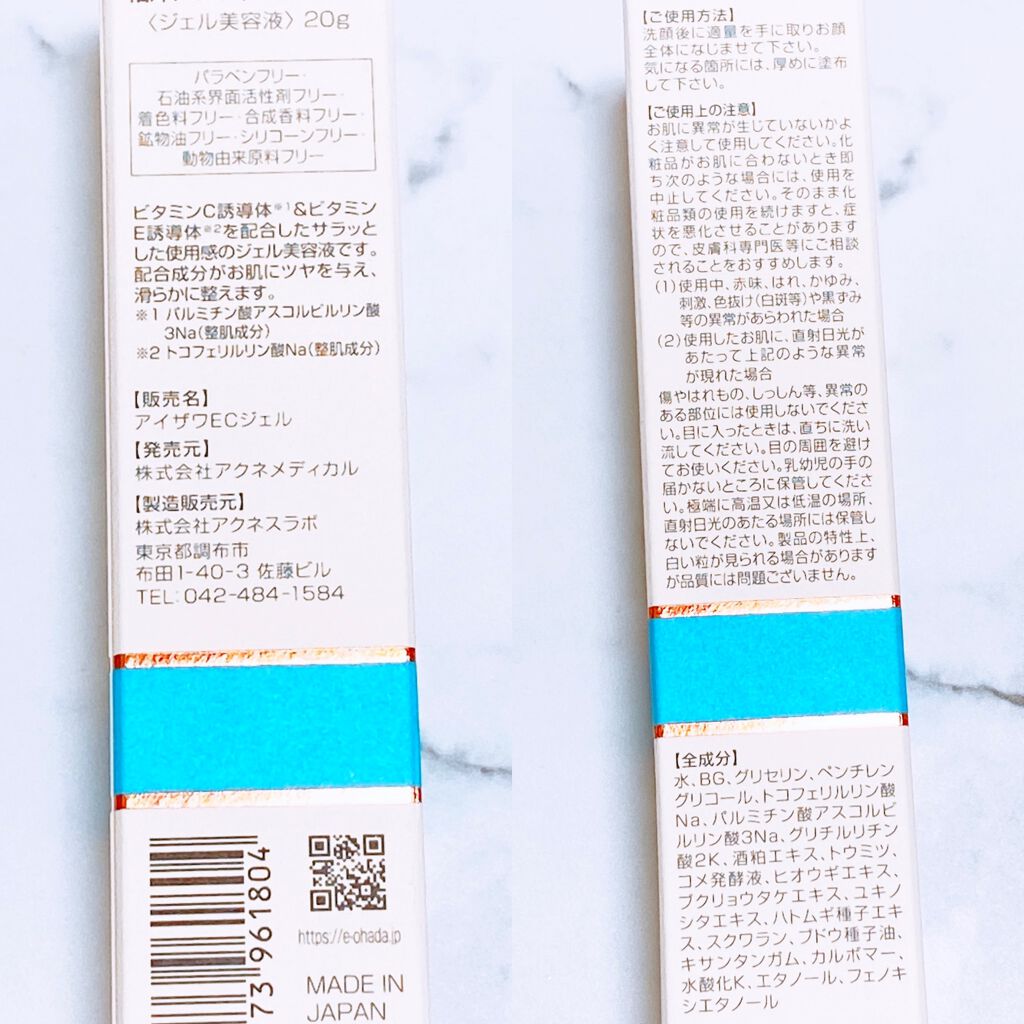 〈ジェル美容液〉20g
パラベンフリー・
石油系界面活性剤フリー・
着色料フリー・合成香料フリー・
鉱物油フリー・シリコーンフリー・
動物由来原料フリー
ビタミンC誘導体※1&ビタミン
E誘導体※2を配合したサラッと
した使用感のジェル美容液です。
配合成分がお肌にツヤを与え、
滑らかに整えます。
※1 パルミチン酸アスコルビルリン酸
3Na(整肌成分)
※2 トコフェリルリン酸Na(整肌成分)
【販売名】
アイザワECジェル
【発売元】
株式会社アクネメディカル
【製造販売元】
株式会社アクネスラボ
東京都調布市
布田1-40-3 佐藤ビル
TEL:042-484-1584
73 961804
https://e-ohada.jp
MADE IN
JAPAN
【ご使用方法】
洗顔後に適量を手に取りお顔
全体になじませて下さい。
気になる箇所には、厚めに塗布
して下さい。
【ご使用上の注意】
お肌に異常が生じていないかよ
く注意して使用してください。化
粧品がお肌に合わないとき即
ち次のような場合には、使用を
中止してください。そのまま化
粧品類の使用を続けますと、症
状を悪化させることがあります
ので、皮膚科専門医等にご相談
されることをおすすめします。
(1)使用中、赤味、はれ、かゆみ、
刺激、色抜け(白斑等)や黒ずみ
等の異常があらわれた場合
(2)使用したお肌に、直射日光が
あたって上記のような異常
が現れた場合
傷やはれもの、しっしん等、異常の
ある部位には使用しないでくださ
い。目に入ったときは、直ちに洗い
流してください。目の周囲を避け
てお使いください。乳幼児の手の
届かないところに保管してくださ
い。極端に高温又は低温の場所、
直射日光のあたる場所には保管し
ないでください。製品の特性上、
白い粒が見られる場合があります
が品質には問題ございません。
【全成分】
水、BG、グリセリン、ペンチレン
グリコール、トコフェリルリン酸
Na、パルミチン酸アスコルビ
ルリン酸3Na、グリチルリチン
酸2K、酒粕エキス、トウミツ、
コメ発酵液、ヒオウギエキス、
ブクリョウタケエキス、ユキノ
シタエキス、ハトムギ種子エキ
ス、スクワラン、ブドウ種子油、
キサンタンガム、カルボマー、
水酸化K、エタノール、フェノキ
シエタノール